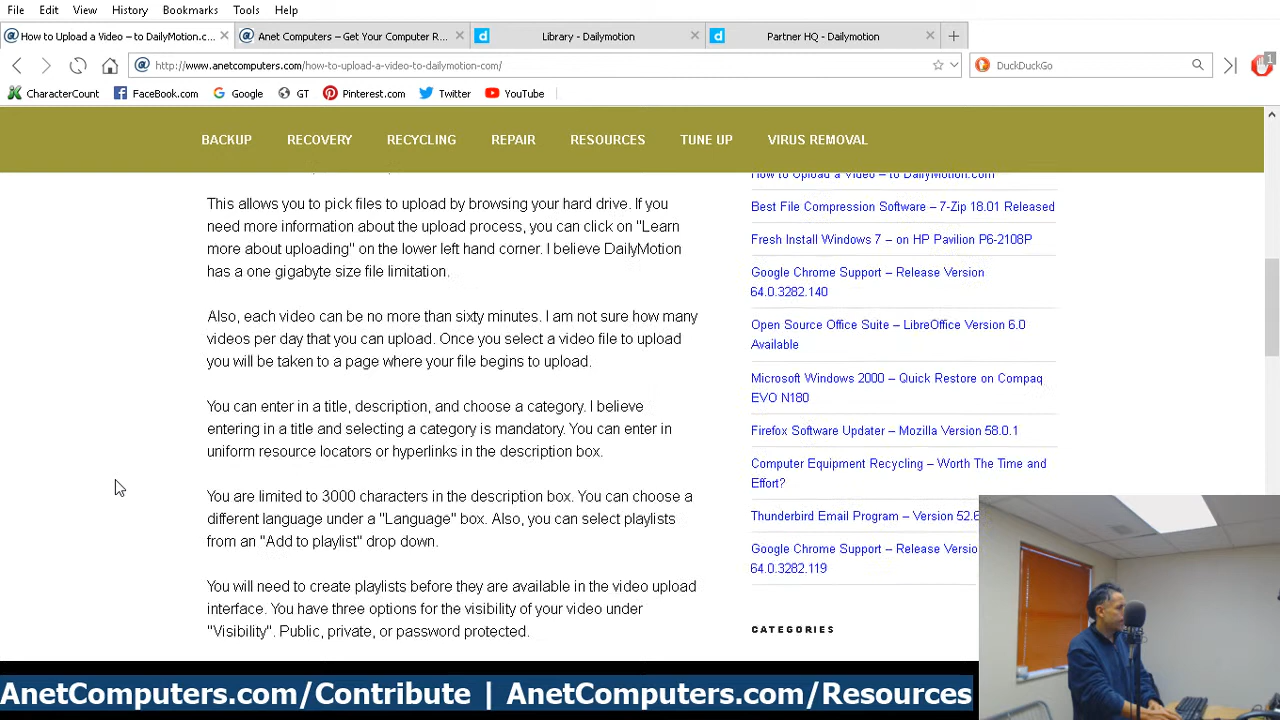 File Edit View History Bookmarks Tools Help
How to Upload a Video – to DailyMotion.c... Anet Computers – Get Your Computer R... Library - Dailymotion Partner HQ - Dailymotion
http://www.anetcomputers.com/how-to-upload-a-video-to-dailymotion-com/ DuckDuckGo 1
CharacterCount FaceBook.com Google GT Pinterest.com Twitter YouTube
BACKUP RECOVERY RECYCLING REPAIR RESOURCES TUNE UP VIRUS REMOVAL
This allows you to pick files to upload by browsing your hard drive. If you
need more information about the upload process, you can click on "Learn
more about uploading" on the lower left hand corner. I believe DailyMotion
has a one gigabyte size file limitation.
Also, each video can be no more than sixty minutes. I am not sure how many
videos per day that you can upload. Once you select a video file to upload
you will be taken to a page where your file begins to upload.
You can enter in a title, description, and choose a category. I believe
entering in a title and selecting a category is mandatory. You can enter in
uniform resource locators or hyperlinks in the description box.
You are limited to 3000 characters in the description box. You can choose a
different language under a "Language" box. Also, you can select playlists
from an "Add to playlist" drop down.
You will need to create playlists before they are available in the video upload
interface. You have three options for the visibility of your video under
"Visibility". Public, private, or password protected.
How to Upload a Video – to DailyMotion.com
Best File Compression Software – 7-Zip 18.01 Released
Fresh Install Windows 7 – on HP Pavilion P6-2108P
Google Chrome Support – Release Version
64.0.3282.140
Open Source Office Suite – LibreOffice Version 6.0
Available
Microsoft Windows 2000 – Quick Restore on Compaq
EVO N180
Firefox Software Updater – Mozilla Version 58.0.1
Computer Equipment Recycling – Worth The Time and
Effort?
Thunderbird Email Program – Version 52.6
Google Chrome Support – Release Versio
64.0.3282.119
CATEGORIES
AnetComputers.com/Contribute | AnetComputers.com/Resources